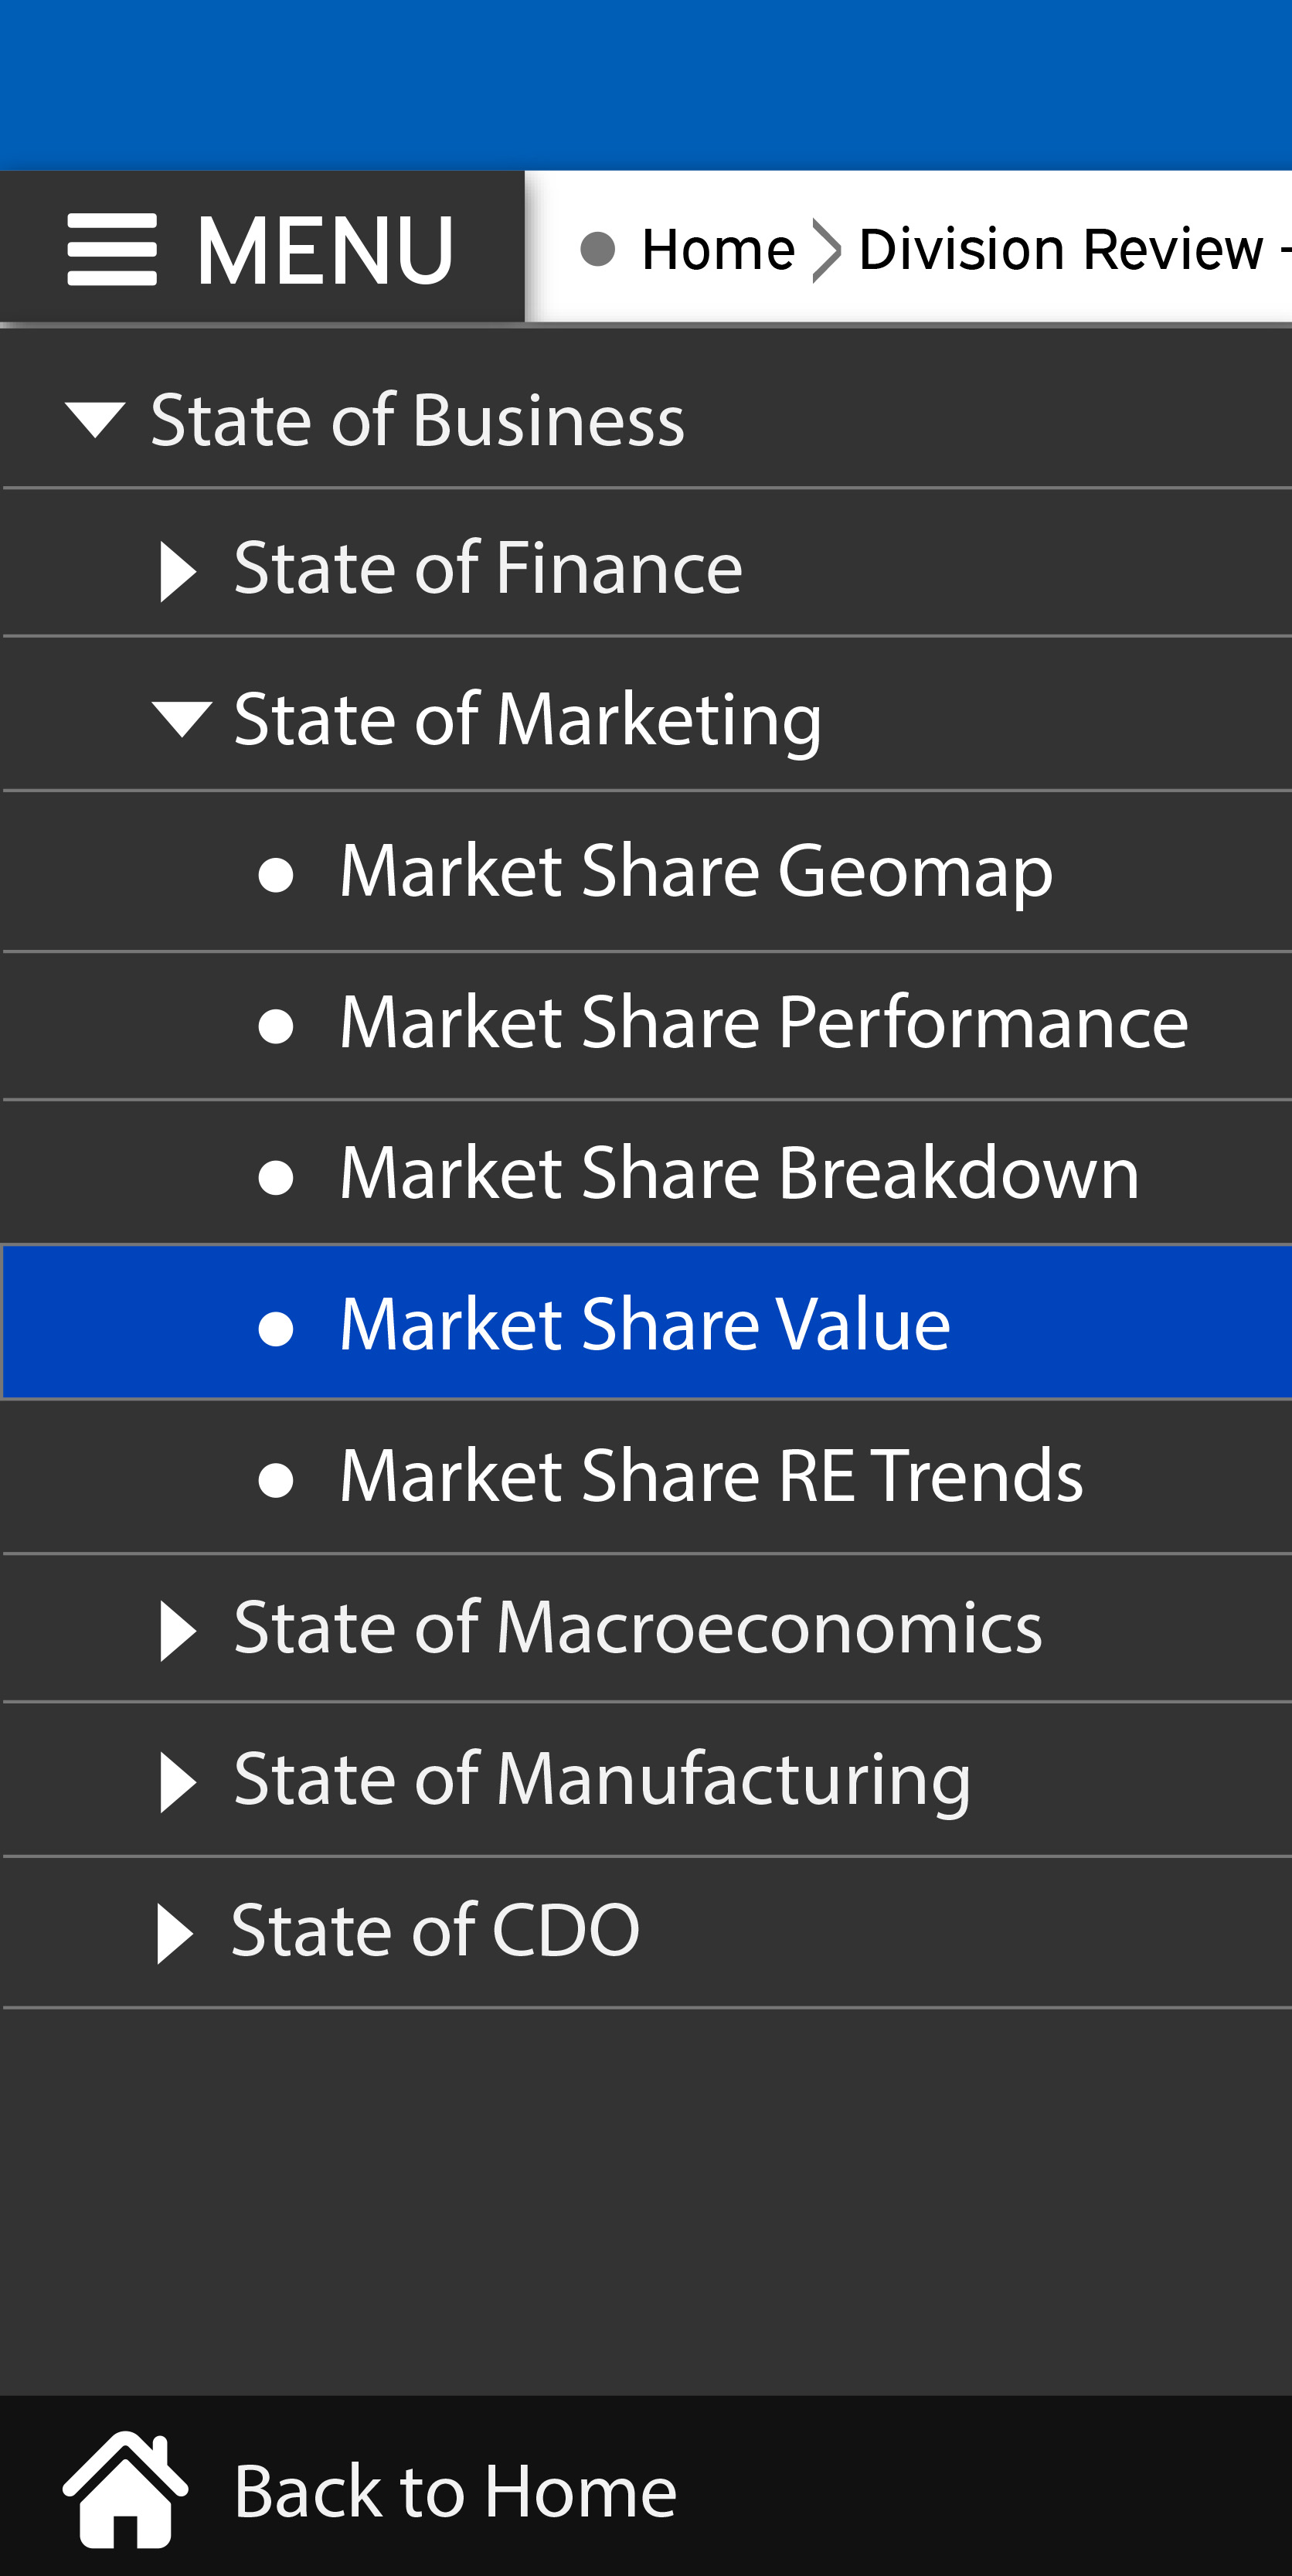 MENU
Home
Division Review -
State of Business
State of Finance
State of Marketing
Market Share Geomap
Market Share Performance
Market Share Breakdown
Market Share Value
Market Share RE Trends
State of Macroeconomics
State of Manufacturing
State of CDO
Back to Home